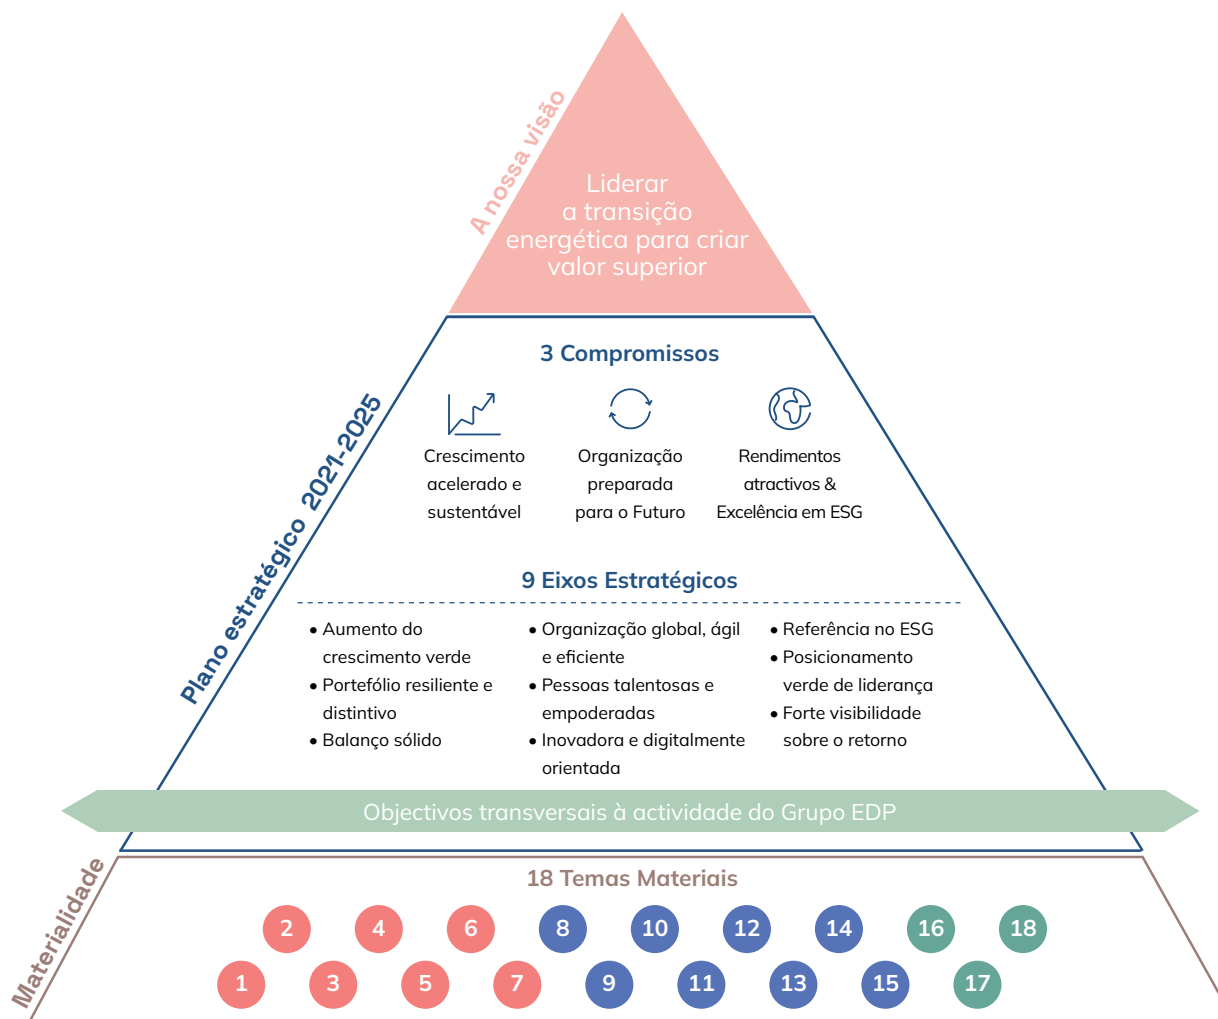 A nossa visão
Liderar
a transição
energética para criar
valor superior
Plano estratégico 2021-2025
3 Compromissos
Crescimento
acelerado e
sustentável
Organização
preparada
para o Futuro
Rendimentos
atractivos &
Excelência em ESG
9 Eixos Estratégicos
• Aumento do
crescimento verde
• Portefólio resiliente e
distintivo
• Balanço sólido
• Organização global, ágil
e eficiente
• Pessoas talentosas e
empoderadas
• Inovadora e digitalmente
orientada
• Referência no ESG
• Posicionamento
verde de liderança
• Forte visibilidade
sobre o retorno
Objectivos transversais à actividade do Grupo EDP
Materialidade
18 Temas Materiais
2 4 6 8 10 12 14 16 18
1 3 5 7 9 11 13 15 17